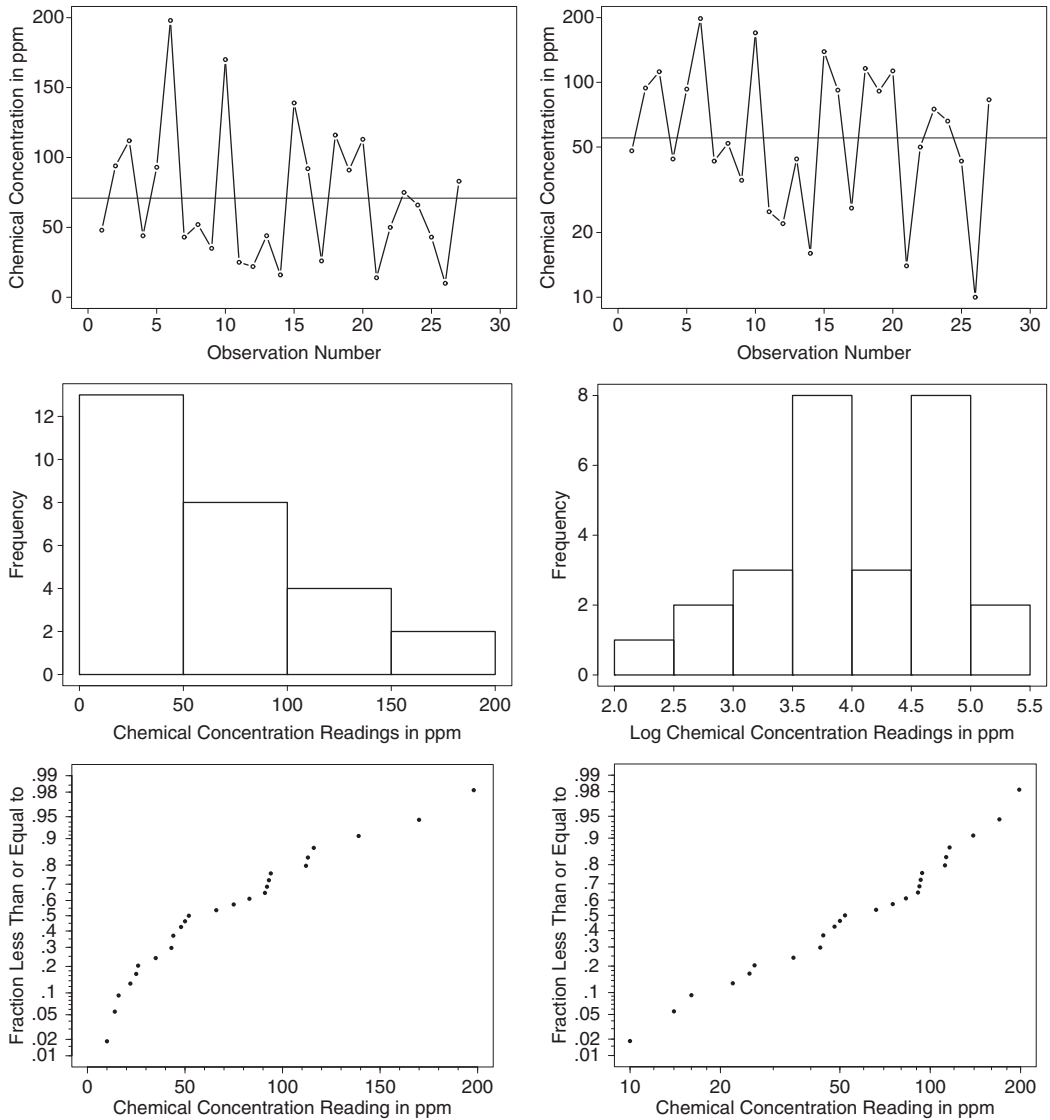 Chemical Concentration in ppm
200
150
100
50
0
0 5 10 15 20 25 30
Observation Number
Chemical Concentration in ppm
200
100
50
20
10
0 5 10 15 20 25 30
Observation Number
Frequency
12
10
8
6
4
2
0
0 50 100 150 200
Chemical Concentration Readings in ppm
Frequency
8
6
4
2
0
2.0 2.5 3.0 3.5 4.0 4.5 5.0 5.5
Log Chemical Concentration Readings in ppm
Fraction Less Than or Equal to
.99
.98
.95
.9
.8
.7
.6
.5
.4
.3
.2
.1
.05
.02
.01
0 50 100 150 200
Chemical Concentration Reading in ppm
Fraction Less Than or Equal to
.99
.98
.95
.9
.8
.7
.6
.5
.4
.3
.2
.1
.05
.02
.01
10 20 50 100 200
Chemical Concentration Reading in ppm